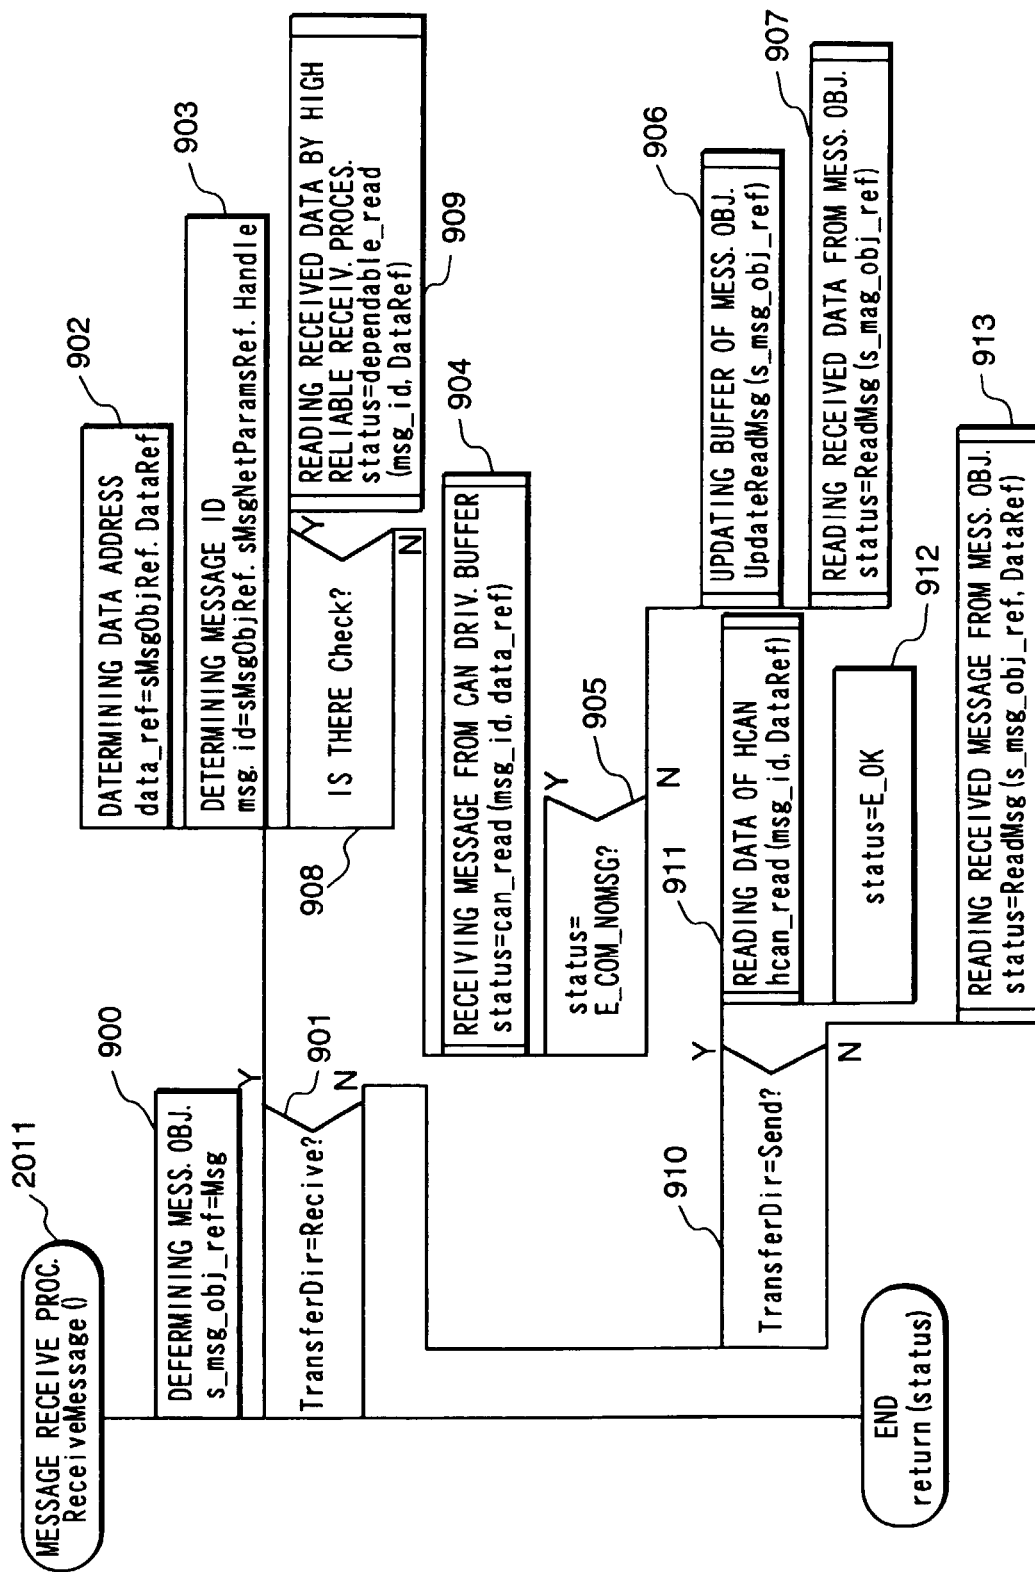 2011
MESSAGE RECEIVE PROC.
ReceiveMessage ()
900
DEFERMINING MESS. OBJ.
s_msg_obj_ref=Msg
901
TransferDir=Recive?
Y
N
902
DATERMINING DATA ADDRESS
data_ref=sMsgObjRef. DataRef
903
DETERMINING MESSAGE ID
msg. id=sMsgObjRef. sMsgNetParamsRef. Handle
908
IS THERE Check?
Y
N
READING RECEIVED DATA BY HIGH
RELIABLE RECEIV. PROCES.
status=dependable_read
(msg_id, DataRef)
909
904
RECEIVING MESSAGE FROM CAN DRIV. BUFFER
status=can_read (msg_id, data_ref)
905
status=
E_COM_NOMSG?
Y
N
906
UPDATING BUFFER OF MESS. OBJ.
UpdateReadMsg (s_msg_obj_ref)
907
READING RECEIVED DATA FROM MESS. OBJ.
status=ReadMsg (s_mag_obj_ref)
910
TransferDir=Send?
Y
N
911
READING DATA OF HCAN
hcan_read (msg_id, DataRef)
912
status=E_OK
913
READING RECEIVED MESSAGE FROM MESS. OBJ.
status=ReadMsg (s_msg_obj_ref, DataRef)
END
return (status)